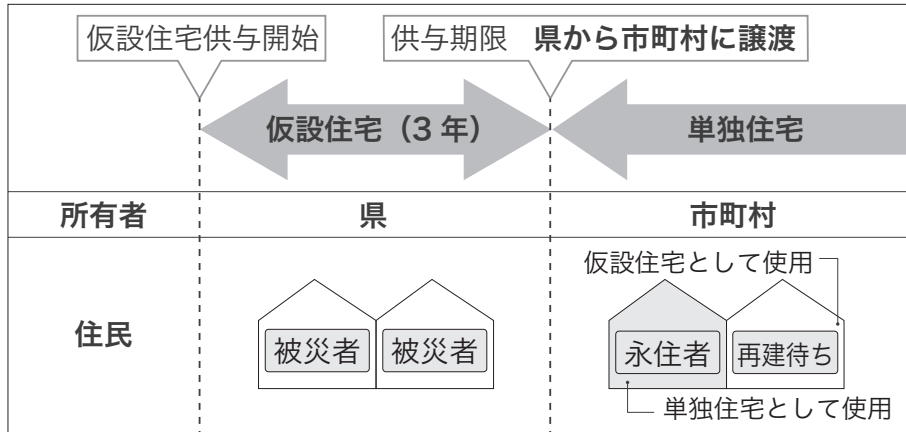 仮設住宅供与開始
供与期限 県から市町村に譲渡
仮設住宅（3 年）
単独住宅
所有者
県
市町村
住民
被災者
被災者
仮設住宅として使用
永住者
再建待ち
単独住宅として使用